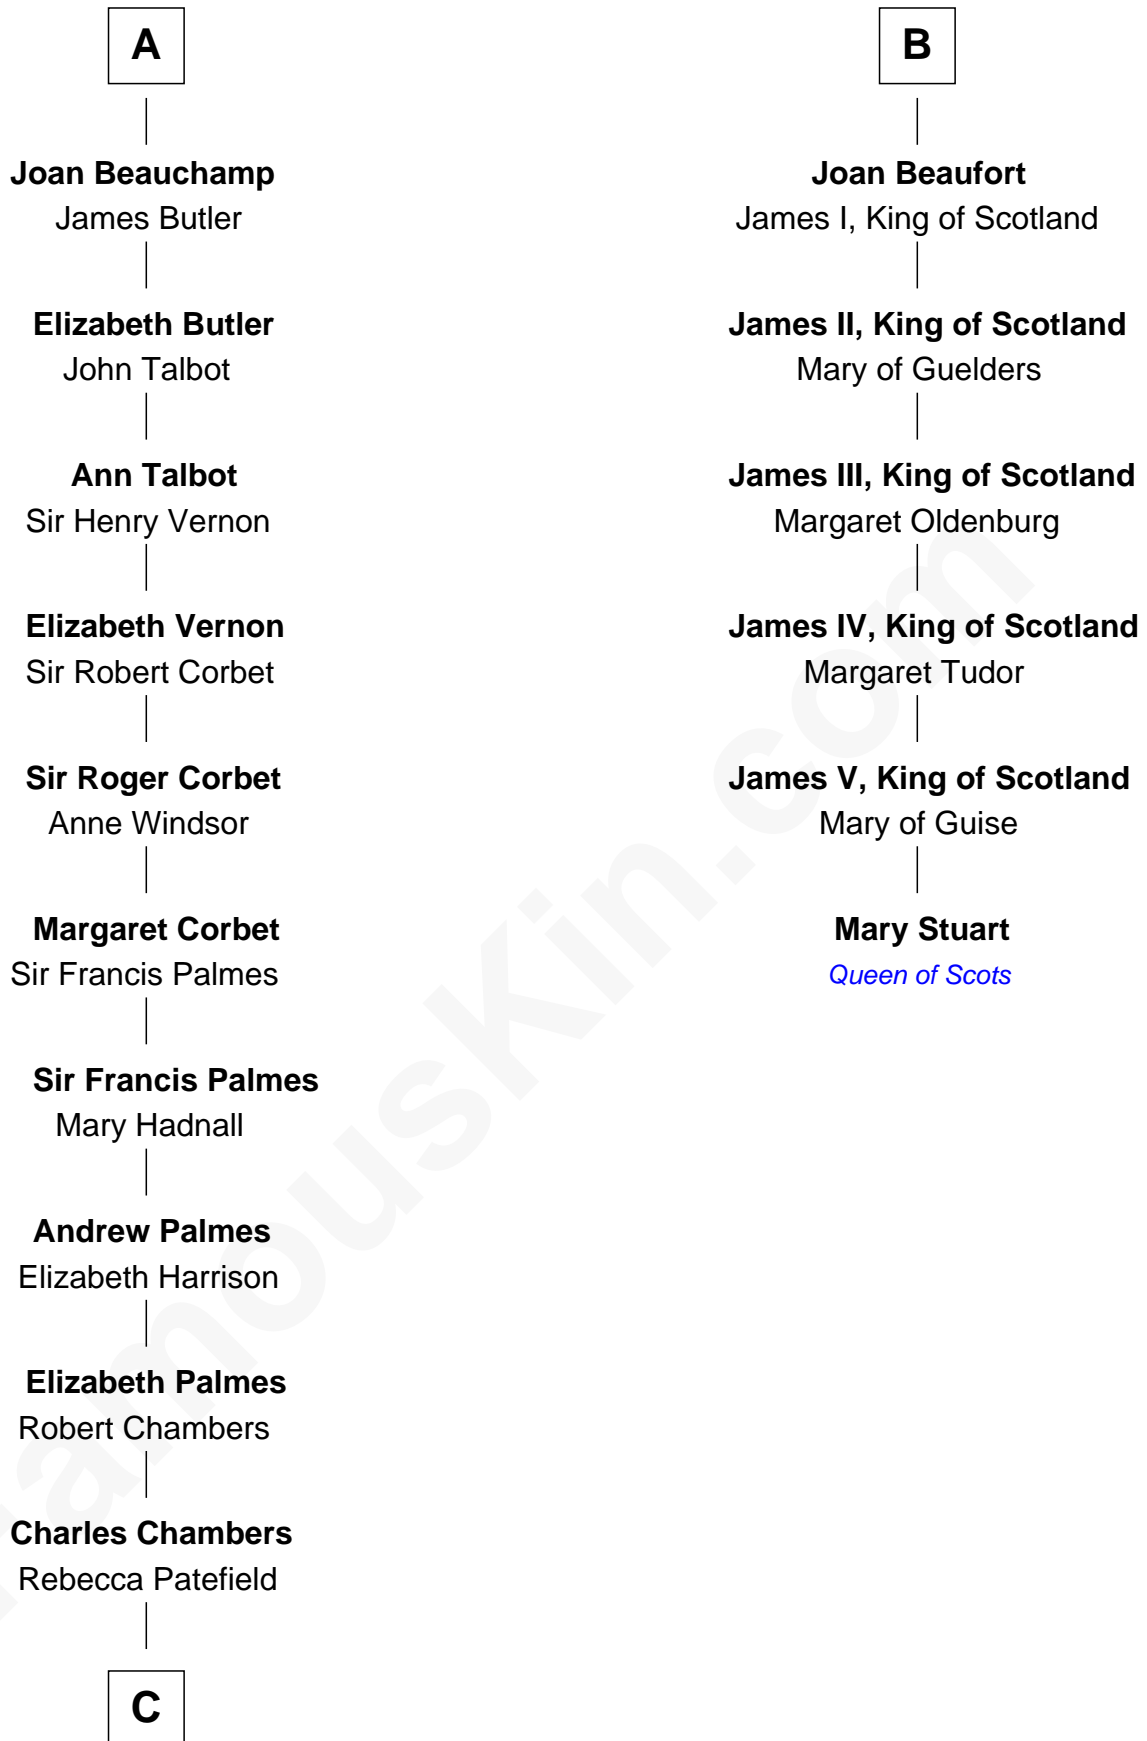 A
Joan Beauchamp
James Butler
Elizabeth Butler
John Talbot
Ann Talbot
Sir Henry Vernon
Elizabeth Vernon
Sir Robert Corbet
Sir Roger Corbet
Anne Windsor
Margaret Corbet
Sir Francis Palmes
Sir Francis Palmes
Mary Hadnall
Andrew Palmes
Elizabeth Harrison
Elizabeth Palmes
Robert Chambers
Charles Chambers
Rebecca Patefield
C
B
Joan Beaufort
James I, King of Scotland
James II, King of Scotland
Mary of Guelders
James III, King of Scotland
Margaret Oldenburg
James IV, King of Scotland
Margaret Tudor
James V, King of Scotland
Mary of Guise
Mary Stuart
Queen of Scots
FamousKin.com